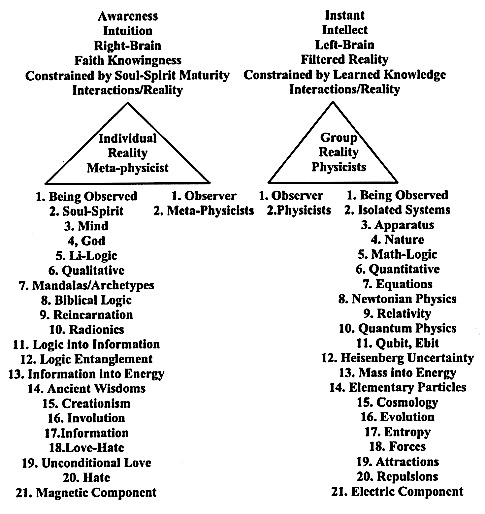 Awareness
Intuition
Right-Brain
Faith Knowingness
Constrained by Soul-Spirit Maturity
Interactions/Reality
Individual
Reality
Meta-physicist
1. Being Observed
2. Soul-Spirit
3. Mind
4, God
5. Li-Logic
6. Qualitative
7. Mandalas/Archetypes
8. Biblical Logic
9. Reincarnation
10. Radionics
11. Logic into Information
12. Logic Entanglement
13. Information into Energy
14. Ancient Wisdoms
15. Creationism
16. Involution
17.Information
18.Love-Hate
19. Unconditional Love
20. Hate
21. Magnetic Component
1. Observer
2. Meta-Physicists
Instant
Intellect
Left-Brain
Filtered Reality
Constrained by Learned Knowledge
Interactions/Reality
Group
Reality
Physicists
1. Observer
2.Physicists
1. Being Observed
2. Isolated Systems
3. Apparatus
4. Nature
5. Math-Logic
6. Quantitative
7. Equations
8. Newtonian Physics
9. Relativity
10. Quantum Physics
11. Qubit, Ebit
12. Heisenberg Uncertainty
13. Mass into Energy
14. Elementary Particles
15. Cosmology
16. Evolution
17. Entropy
18. Forces
19. Attractions
20. Repulsions
21. Electric Component